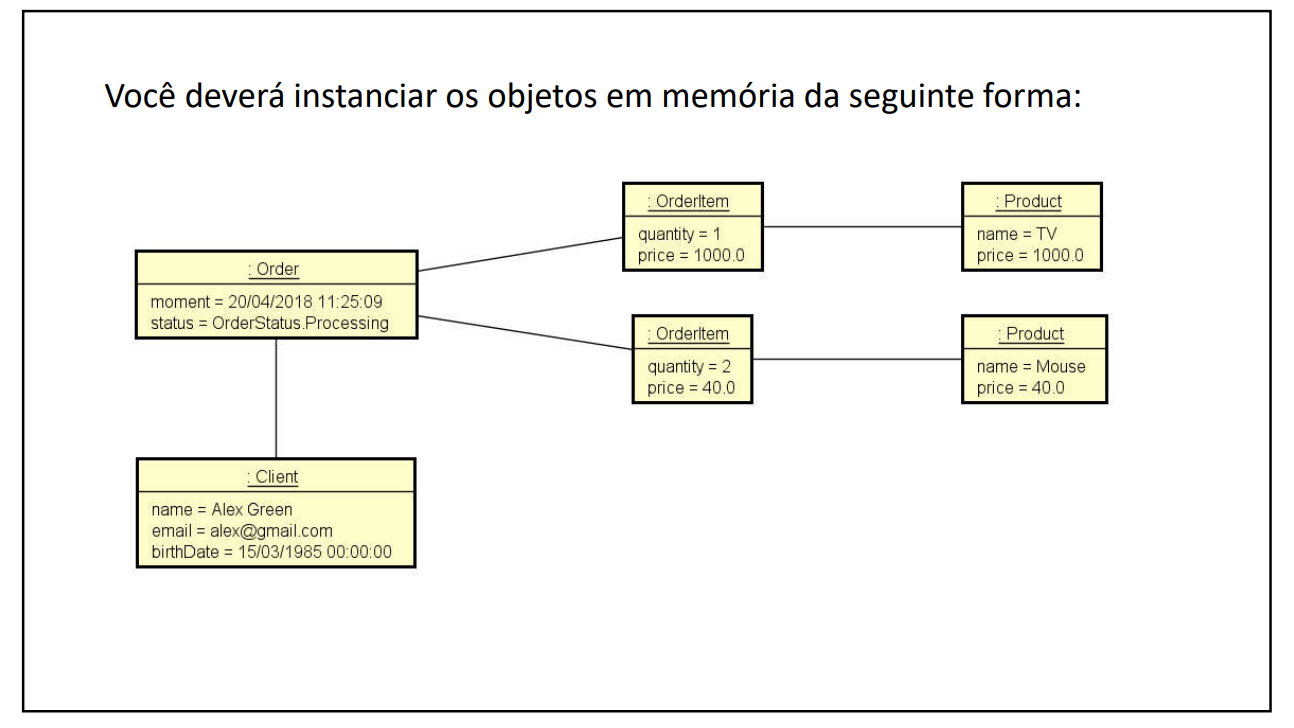 Você deverá instanciar os objetos em memória da seguinte forma:
: OrderItem
quantity = 1
price = 1000.0
: Product
name = TV
price = 1000.0
: Order
moment = 20/04/2018 11:25:09
status = OrderStatus.Processing
: OrderItem
quantity = 2
price = 40.0
: Product
name = Mouse
price = 40.0
: Client
name = Alex Green
email = alex@gmail.com
birthDate = 15/03/1985 00:00:00